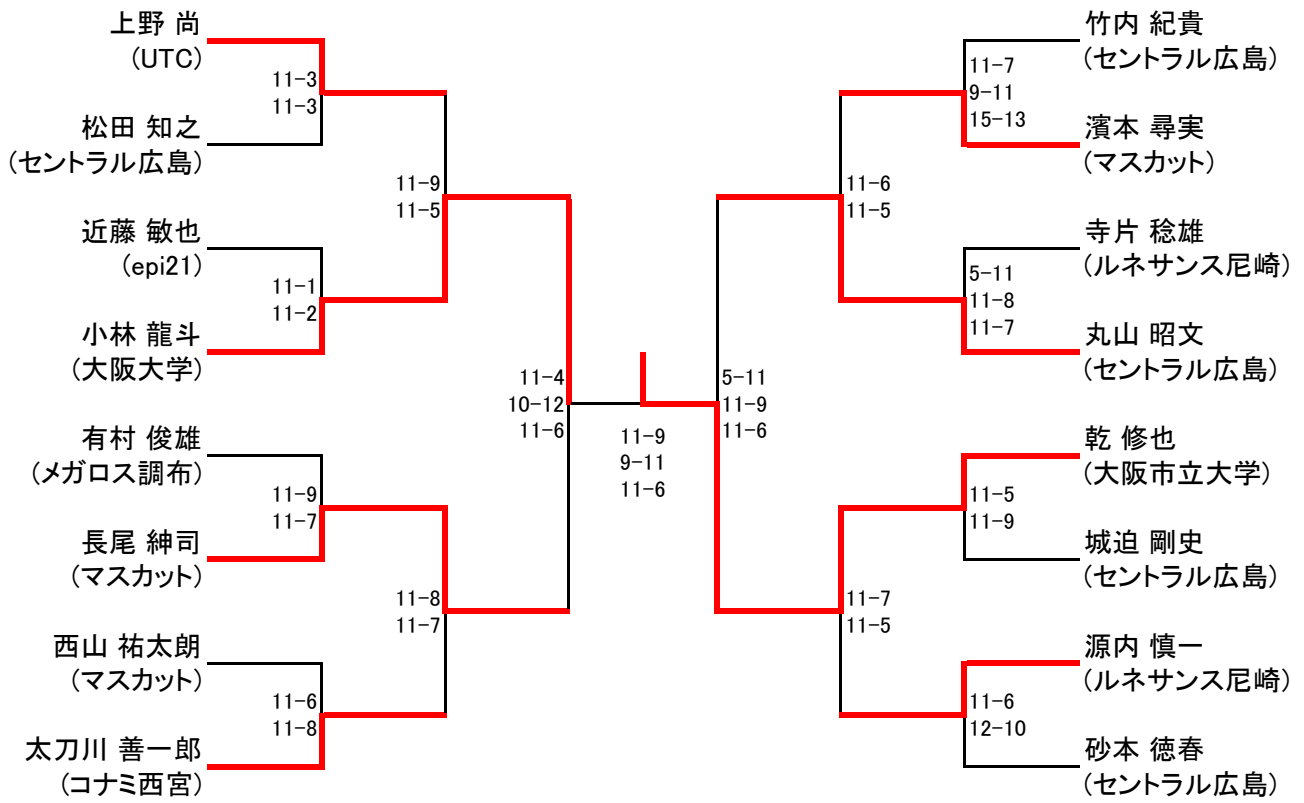 上野 尚
(UTC)
11-3
11-3
松田 知之
(セントラル広島)
11-9
11-5
近藤 敏也
(epi21)
11-1
11-2
小林 龍斗
(大阪大学)
11-4
10-12
11-6
有村 俊雄
(メガロス調布)
11-9
11-7
長尾 紳司
(マスカット)
11-8
11-7
西山 祐太朗
(マスカット)
11-6
11-8
太刀川 善一郎
(コナミ西宮)
11-9
9-11
11-6
竹内 紀貴
(セントラル広島)
11-7
9-11
15-13
濱本 尋実
(マスカット)
11-6
11-5
寺片 稔雄
(ルネサンス尼崎)
5-11
11-8
11-7
丸山 昭文
(セントラル広島)
5-11
11-9
11-6
乾 修也
(大阪市立大学)
11-5
11-9
城迫 剛史
(セントラル広島)
11-7
11-5
源内 慎一
(ルネサンス尼崎)
11-6
12-10
砂本 徳春
(セントラル広島)